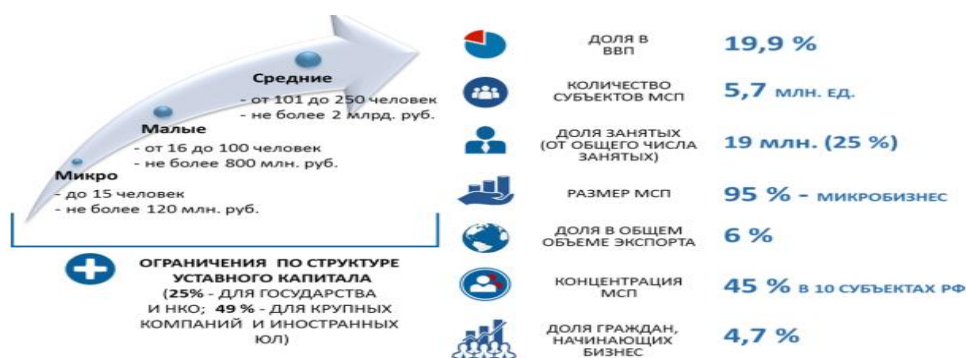 Средние
- от 101 до 250 человек
- не более 2 млрд. руб.
Малые
- от 16 до 100 человек
- не более 800 млн. руб.
Микро
- до 15 человек
- не более 120 млн. руб.
ОГРАНИЧЕНИЯ ПО СТРУКТУРЕ
УСТАВНОГО КАПИТАЛА
(25% - ДЛЯ ГОСУДАРСТВА
И НКО; 49 % - ДЛЯ КРУПНЫХ
КОМПАНИЙ И ИНОСТРАННЫХ
ЮЛ)
ДОЛЯ В
ВВП
19,9 %
КОЛИЧЕСТВО
СУБЪЕКТОВ МСП
5,7 МЛН. ЕД.
ДОЛЯ ЗАНЯТЫХ
(ОТ ОБЩЕГО ЧИСЛА
ЗАНЯТЫХ)
19 МЛН. (25 %)
РАЗМЕР МСП
95 % - МИКРОБИЗНЕС
ДОЛЯ В ОБЩЕМ
ОБЪЕМЕ ЭКСПОРТА
6 %
КОНЦЕНТРАЦИЯ
МСП
45 % В 10 СУБЪЕКТАХ РФ
ДОЛЯ ГРАЖДАН,
НАЧИНАЮЩИХ
БИЗНЕС
4,7 %